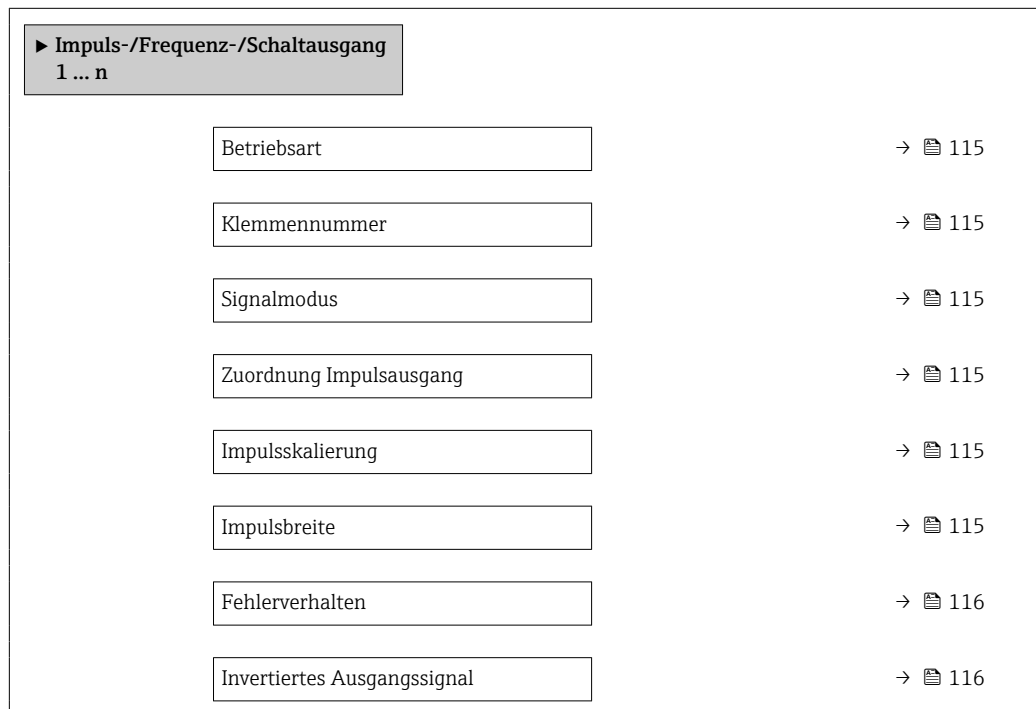 ▶ Impuls-/Frequenz-/Schaltausgang
1 ... n
Betriebsart → 115
Klemmennummer → 115
Signalmodus → 115
Zuordnung Impulsausgang → 115
Impulsskalierung → 115
Impulsbreite → 115
Fehlerverhalten → 116
Invertiertes Ausgangssignal → 116